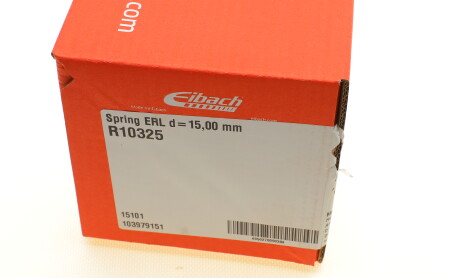 .com
Eibach
Spring ERL d=15,00 mm
R10325
15101
103979151